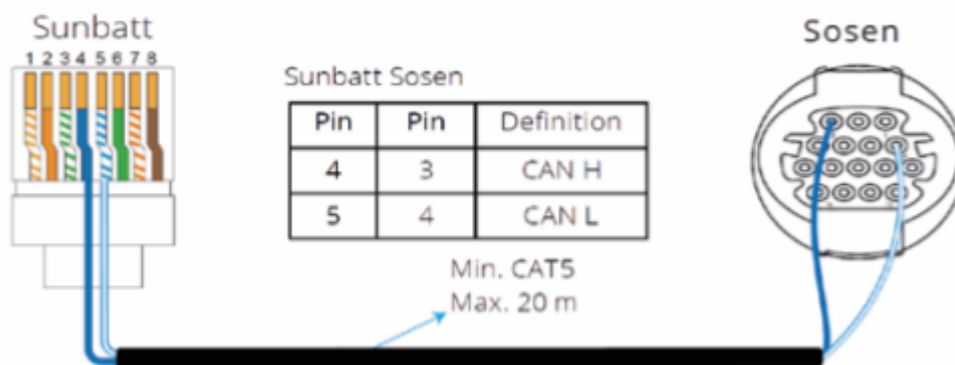 Sunbatt
1 2 3 4 5 6 7 8
Sosen
Sunbatt Sosen
Pin Pin Definition
4 3 CAN H
5 4 CAN L
Min. CAT5
Max. 20 m